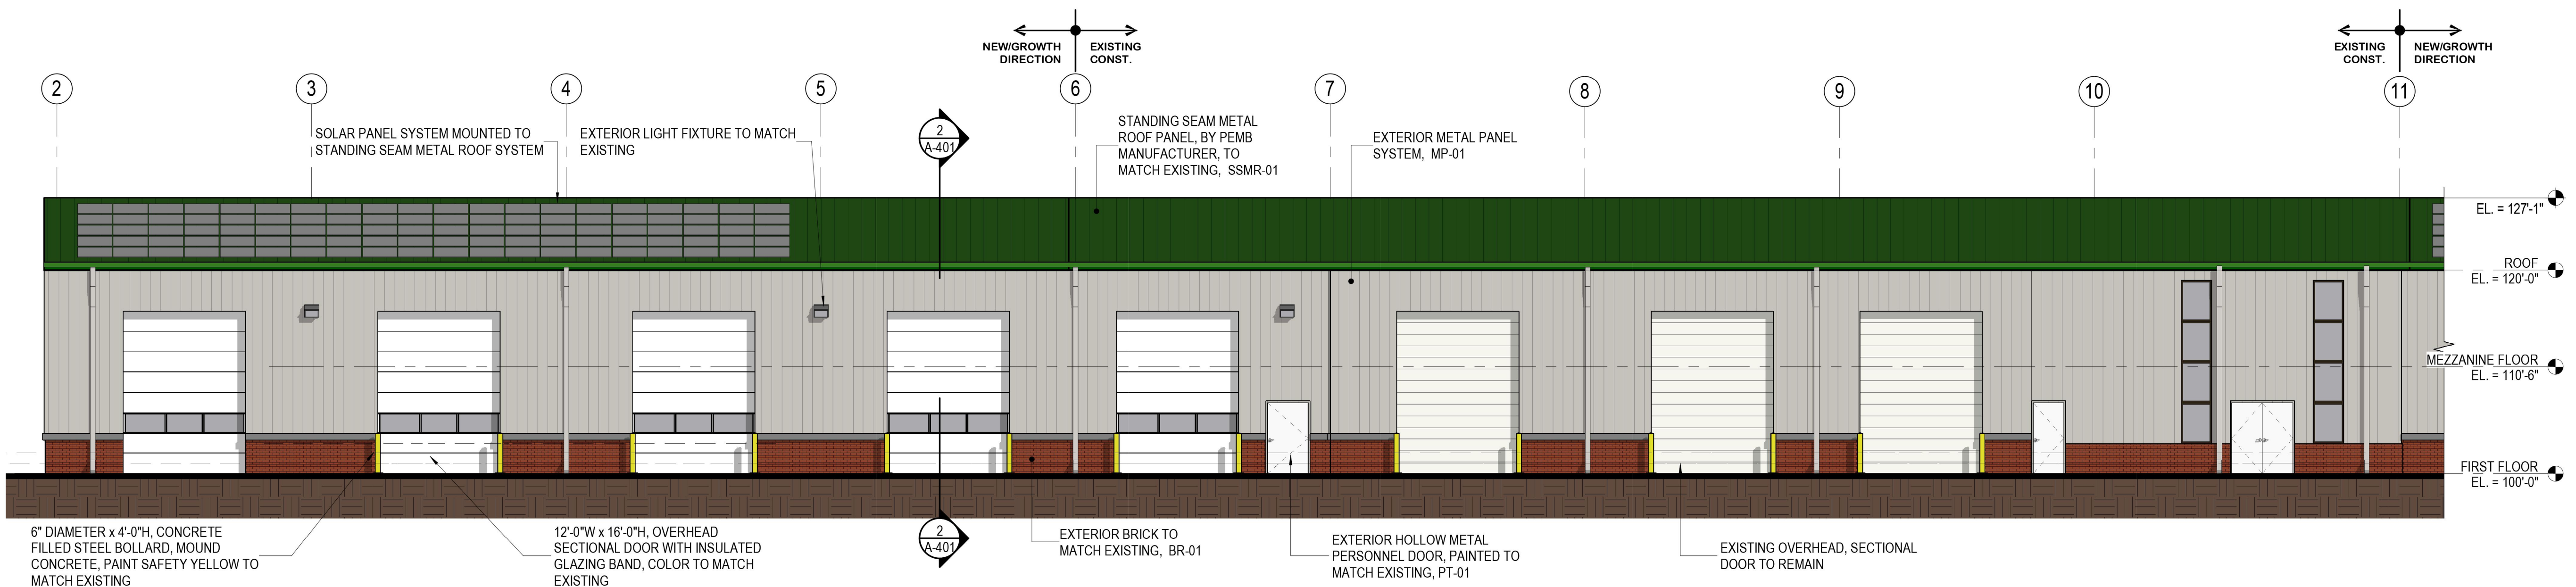 NEW/GROWTH
DIRECTION
EXISTING
CONST.
EXISTING
CONST.
NEW/GROWTH
DIRECTION
2
3
4
5
6
7
8
9
10
11
SOLAR PANEL SYSTEM MOUNTED TO
STANDING SEAM METAL ROOF SYSTEM
EXTERIOR LIGHT FIXTURE TO MATCH
EXISTING
2
A-401
STANDING SEAM METAL
ROOF PANEL, BY PEMB
MANUFACTURER, TO
MATCH EXISTING, SSMR-01
EXTERIOR METAL PANEL
SYSTEM, MP-01
EL. = 127'-1"
ROOF
EL. = 120'-0"
MEZZANINE FLOOR
EL. = 110'-6"
FIRST FLOOR
EL. = 100'-0"
6" DIAMETER x 4'-0"H, CONCRETE
FILLED STEEL BOLLARD, MOUND
CONCRETE, PAINT SAFETY YELLOW TO
MATCH EXISTING
12'-0"W x 16'-0"H, OVERHEAD
SECTIONAL DOOR WITH INSULATED
GLAZING BAND, COLOR TO MATCH
EXISTING
2
A-401
EXTERIOR BRICK TO
MATCH EXISTING, BR-01
EXTERIOR HOLLOW METAL
PERSONNEL DOOR, PAINTED TO
MATCH EXISTING, PT-01
EXISTING OVERHEAD, SECTIONAL
DOOR TO REMAIN